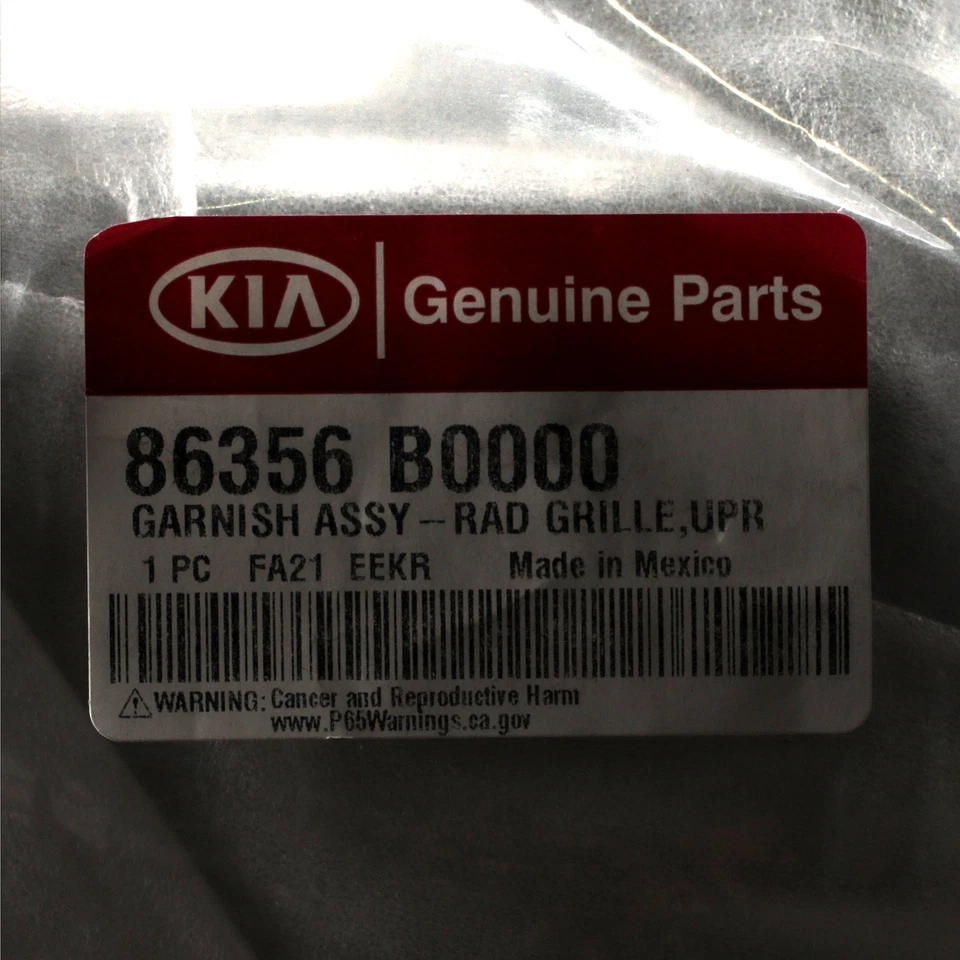 KIA Genuine Parts
86356 B0000
GARNISH ASSY-RAD GRILLE,UPR
1 PC FA21 EEKR Made in Mexico
WARNING: Cancer and Reproductive Harm
www.P65Warnings.ca.gov